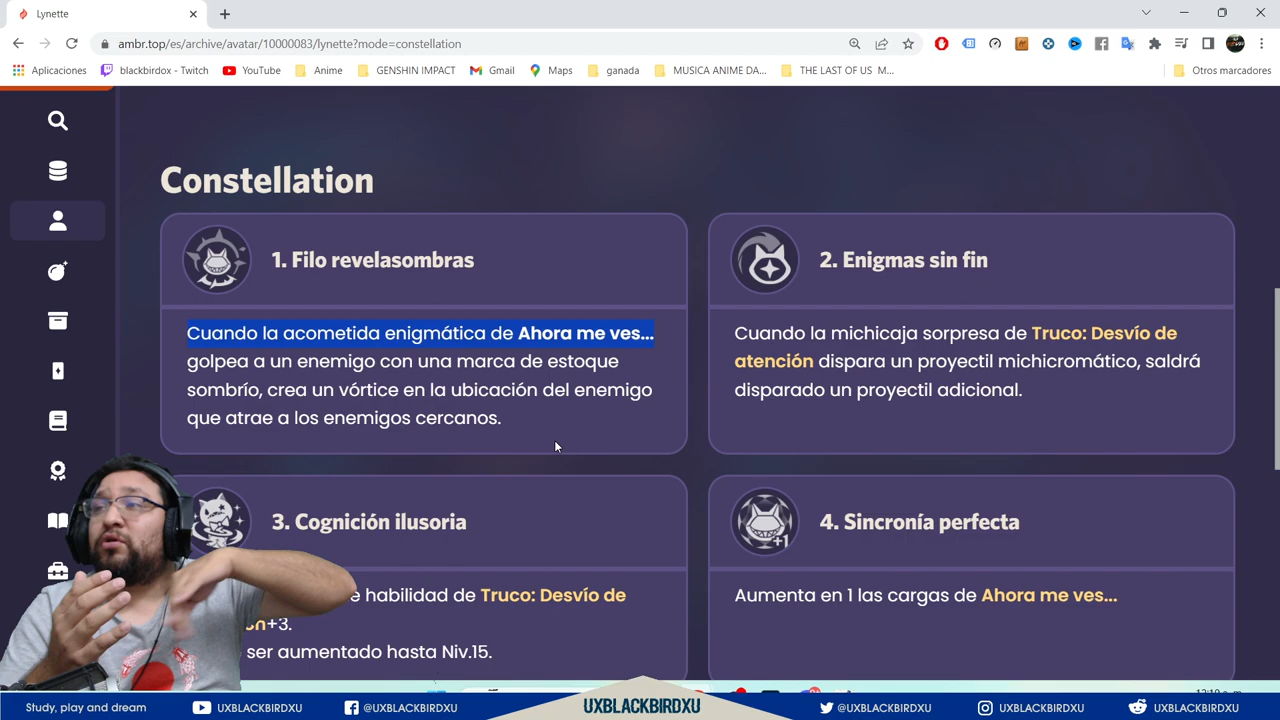 Lynette
ambr.top/es/archive/avatar/10000083/lynette?mode=constellation
Aplicaciones
blackbirdox - Twitch
YouTube
Anime
GENSHIN IMPACT
Gmail
Maps
ganada
MUSICA ANIME DA...
THE LAST OF US M...
Otros marcadores
Constellation
1. Filo revelasombras
Cuando la acometida enigmática de Ahora me ves...
golpea a un enemigo con una marca de estoque
sombrío, crea un vórtice en la ubicación del enemigo
que atrae a los enemigos cercanos.
2. Enigmas sin fin
Cuando la michicaja sorpresa de Truco: Desvío de
atención dispara un proyectil michicromático, saldrá
disparado un proyectil adicional.
3. Cognición ilusoria
e habilidad de Truco: Desvío de
+3.
ser aumentado hasta Niv.15.
4. Sincronía perfecta
+1
Aumenta en 1 las cargas de Ahora me ves...
Study, play and dream
UXBLACKBIRDXU
@UXBLACKBIRDXU
UXBLACKBIRDXU
@UXBLACKBIRDXU
UXBLACKBIRDXU
UXBLACKBIRDXU